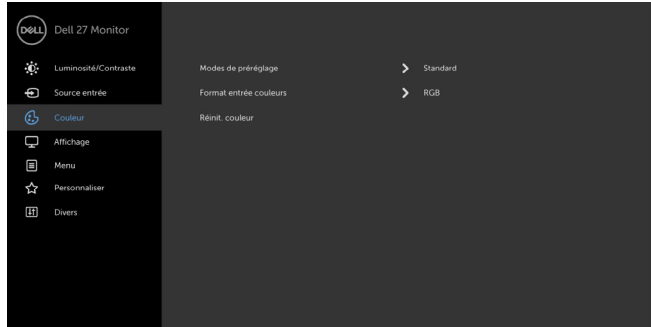 DELL Dell 27 Monitor
Luminosité/Contraste Modes de préréglage Standard
Source entrée Format entrée couleurs RGB
Couleur Réinit. couleur
Affichage
Menu
Personnaliser
Divers